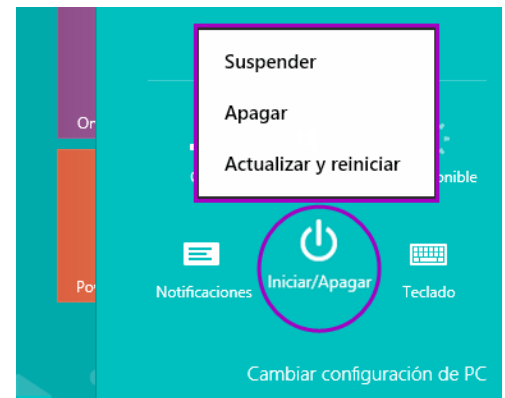 Suspender
Apagar
Actualizar y reiniciar
Notificaciones
Iniciar/Apagar
Teclado
Cambiar configuración de PC